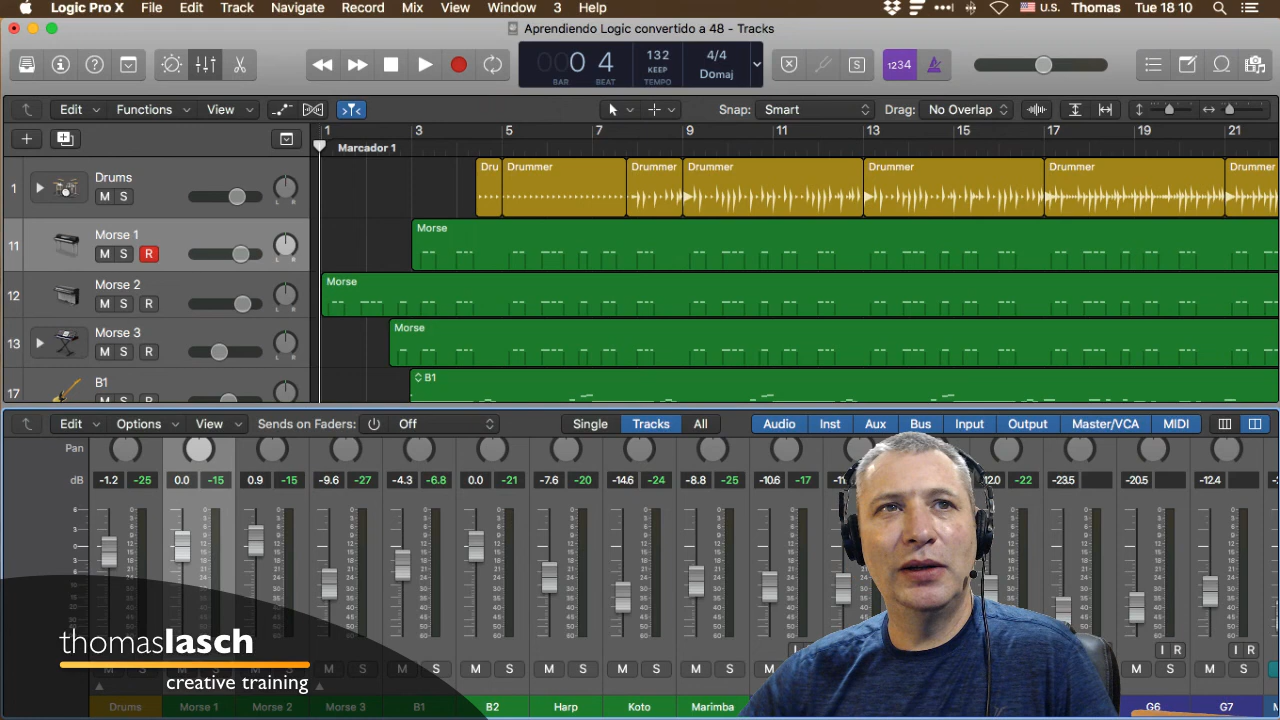 Logic Pro X File Edit Track Navigate Record Mix View Window 3 Help U.S. Thomas Tue 18 10
Aprendiendo Logic convertido a 48 - Tracks
00 0 4 132 4/4
KEEP Domaj
BAR BEAT TEMPO
1234
Edit Functions View Snap: Smart Drag: No Overlap
1 3 5 7 9 11 13 15 17 19 21
Marcador 1
1 Drums M S L R
Dru Drummer Drummer Drummer Drummer Drummer Drummer
11 Morse 1 M S R L R
Morse
12 Morse 2 M S R L R
Morse
13 Morse 3 M S R L R
Morse
17 B1
B1
Edit Options View Sends on Faders: Off Single Tracks All Audio Inst Aux Bus Input Output Master/VCA MIDI
Pan
dB -1.2 -25 0.0 -15 0.9 -15 -9.6 -27 -4.3 -6.8 0.0 -21 -7.6 -20 -14.6 -24 -8.8 -25 -10.6 -17 -22 -23.5 -20.5 -12.4
thomaslasch
creative training
I R I R
M S M S M S M S M S M S M S
Drums Morse 1 Morse 2 Morse 3 B1 B2 Harp Koto Marimba G6 G7